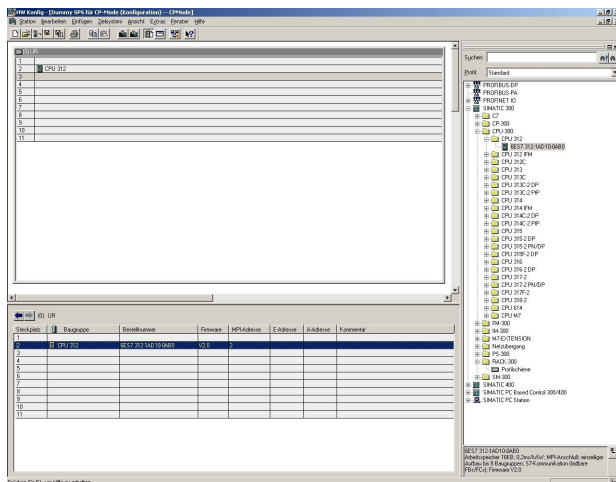 HW Konfig - [Dummy SPS für CP-Mode (Konfiguration) -- CPMode]
Station Bearbeiten Einfügen Zielsystem Ansicht Extras Fenster Hilfe
(0) UR
1
2 CPU 312
3
4
5
6
7
8
9
10
11
(0) UR
Steckplatz Baugruppe Bestellnummer Firmware MPI-Adresse E-Adresse A-Adresse Kommentar
1
2 CPU 312 6ES7 312-1AD10-0AB0 V2.0 2
3
4
5
6
7
8
9
10
11
Suchen:
Profil: Standard
PROFIBUS-DP
PROFIBUS-PA
PROFINET IO
SIMATIC 300
C7
CP-300
CPU-300
CPU 312
6ES7 312-1AD10-0AB0
CPU 312 IFM
CPU 312C
CPU 313
CPU 313C
CPU 313C-2 DP
CPU 313C-2 PtP
CPU 314
CPU 314 IFM
CPU 314C-2 DP
CPU 314C-2 PtP
CPU 315
CPU 315-2 DP
CPU 315-2 PN/DP
CPU 315F-2 DP
CPU 316
CPU 316-2 DP
CPU 317-2
CPU 317-2 PN/DP
CPU 317F-2
CPU 318-2
CPU 614
CPU M7
FM-300
IM-300
M7-EXTENSION
Netzübergang
PS-300
RACK-300
Profilschiene
SM-300
SIMATIC 400
SIMATIC PC Based Control 300/400
SIMATIC PC Station
6ES7 312-1AD10-0AB0
Arbeitsspeicher 16KB; 0,2ms/kAW; MPI-Anschluß; einzeiliger
Aufbau bis 8 Baugruppen; S7-Kommunikation (ladbare
FBs/FCs); Firmware V2.0